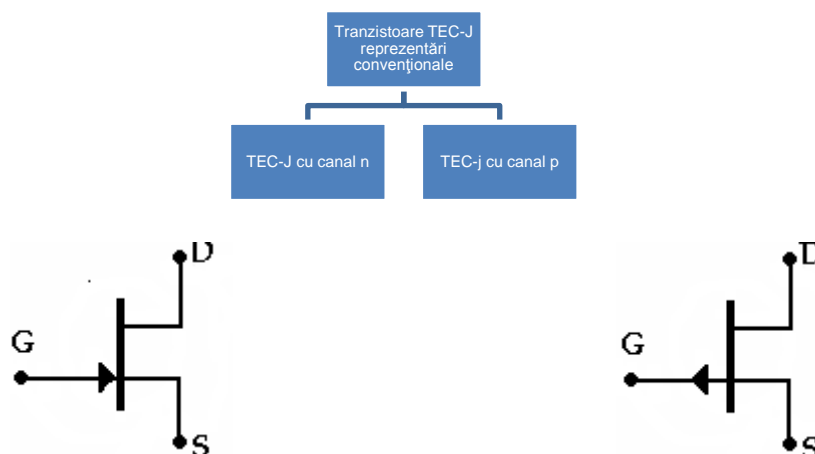 Tranzistoare TEC-J
reprezentări
convenţionale
TEC-J cu canal n
TEC-j cu canal p
D
G
S
D
G
S